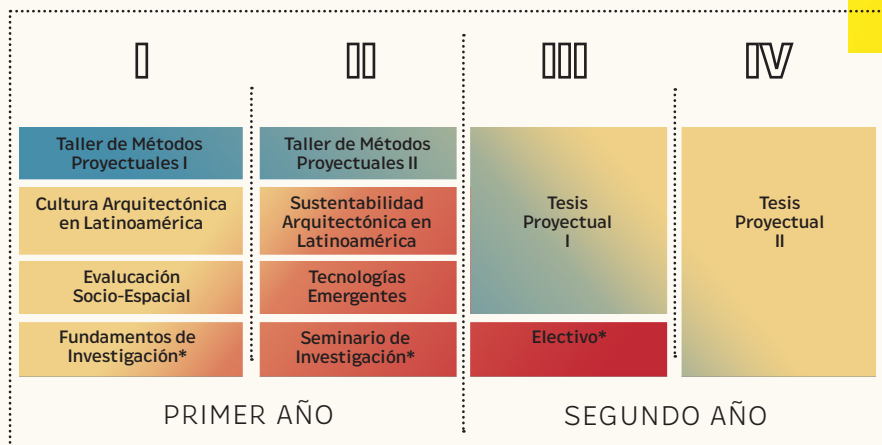 I
II
III
IV
Taller de Métodos
Proyectuales I
Cultura Arquitectónica
en Latinoamérica
Evalucación
Socio-Espacial
Fundamentos de
Investigación*
Taller de Métodos
Proyectuales II
Sustentabilidad
Arquitectónica en
Latinoamérica
Tecnologías
Emergentes
Seminario de
Investigación*
Tesis
Proyectual
I
Electivo*
Tesis
Proyectual
II
PRIMER AÑO
SEGUNDO AÑO